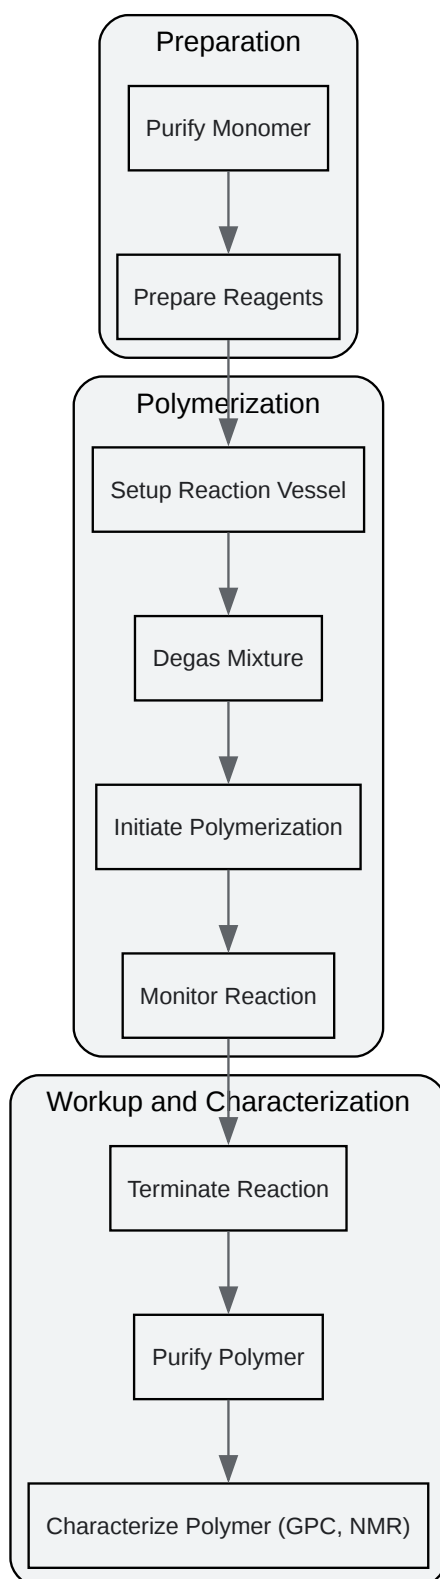 Preparation
Purify Monomer
Prepare Reagents
Polymerization
Setup Reaction Vessel
Degas Mixture
Initiate Polymerization
Monitor Reaction
Workup and Characterization
Terminate Reaction
Purify Polymer
Characterize Polymer (GPC, NMR)